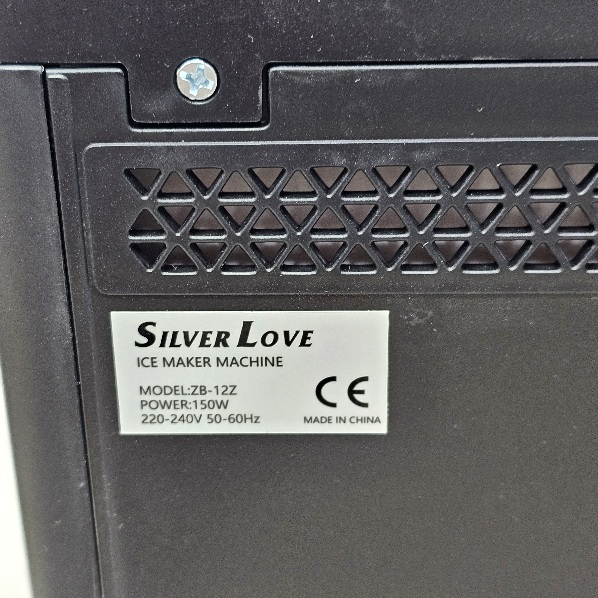 SILVER LOVE
ICE MAKER MACHINE
MODEL:ZB-12Z
POWER:150W
220-240V 50-60Hz
CE
MADE IN CHINA